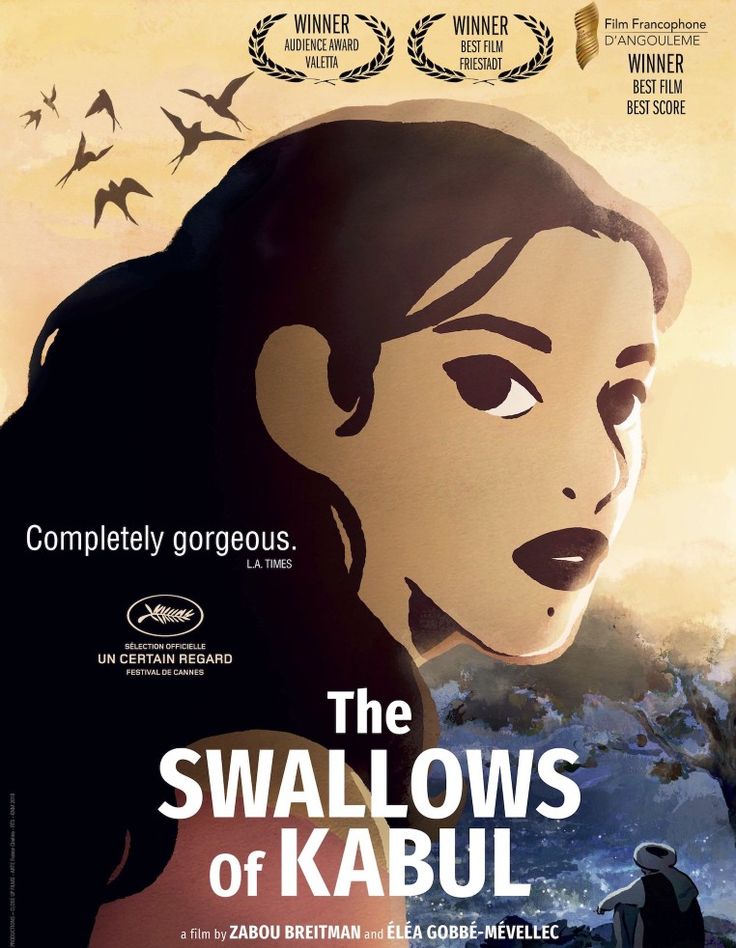 WINNER
AUDIENCE AWARD
VALETTA
WINNER
BEST FILM
FRIESTADT
Film Francophone
D'ANGOULEME
WINNER
BEST FILM
BEST SCORE
Completely gorgeous.
L.A. TIMES
SÉLECTION OFFICIELLE
UN CERTAIN REGARD
FESTIVAL DE CANNES
The
SWALLOWS
OF KABUL
a film by ZABOU BREITMAN and ÉLÉA GOBBÉ-MÉVELLEC